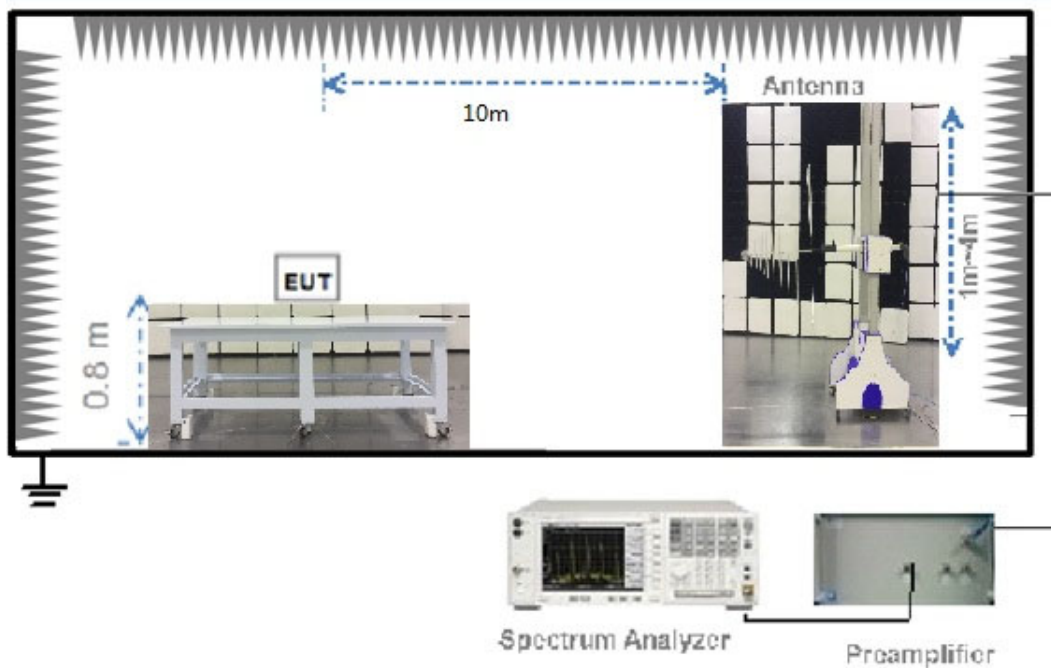 Antenna
10m
1m~4m
EUT
0.8 m
Spectrum Analyzer
Preamplifier